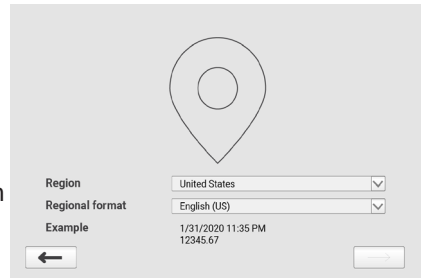 Region United States
Regional format English (US)
Example 1/31/2020 11:35 PM
12345.67